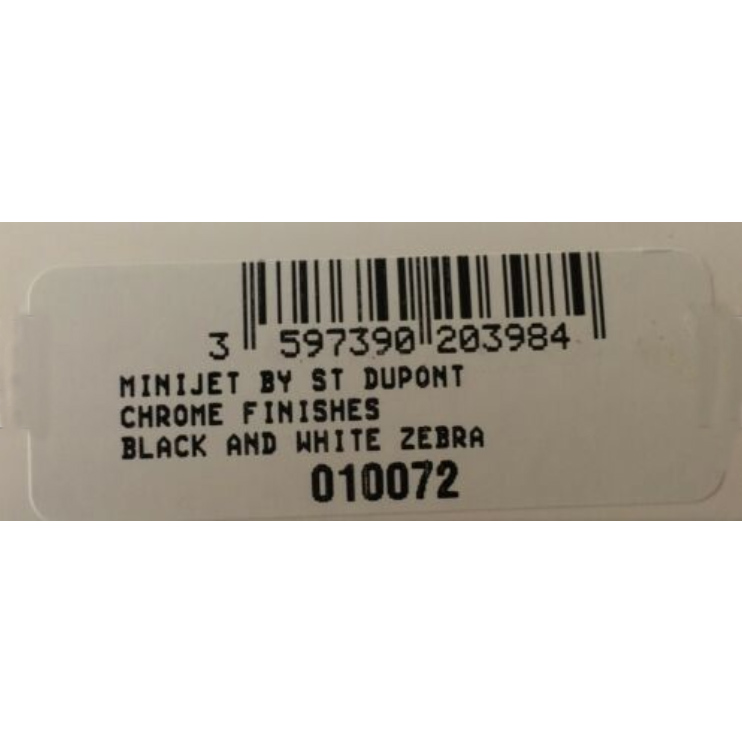 3 597390 203984
MINIJET BY ST DUPONT
CHROME FINISHES
BLACK AND WHITE ZEBRA
010072